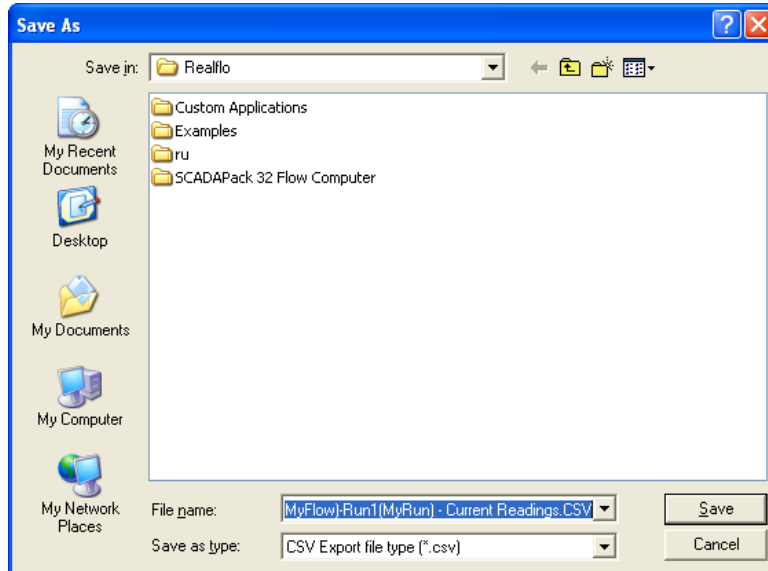 Save As
Save in: Realflo
Custom Applications
Examples
ru
SCADAPack 32 Flow Computer
My Recent
Documents
Desktop
My Documents
My Computer
My Network
Places
File name: MyFlow)-Run1(MyRun) - Current Readings.CSV Save
Save as type: CSV Export file type (*.csv) Cancel